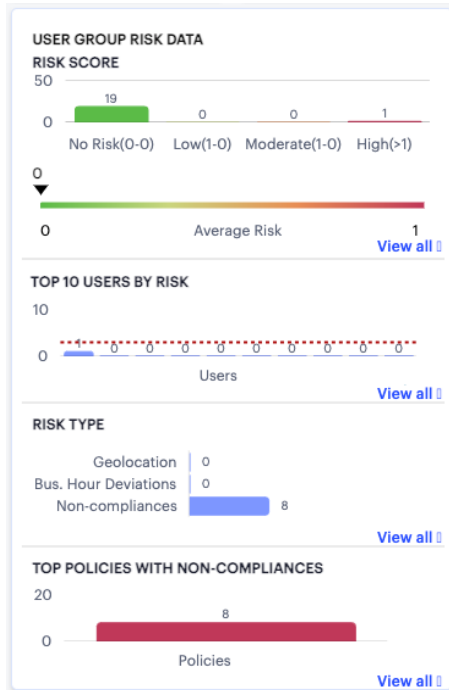 USER GROUP RISK DATA
RISK SCORE
50
19
0
0
1
0
No Risk(0-0) Low(1-0) Moderate(1-0) High(>1)
0
0 Average Risk 1
View all
TOP 10 USERS BY RISK
10
1 0 0 0 0 0 0 0 0 0
0
Users
View all
RISK TYPE
Geolocation 0
Bus. Hour Deviations 0
Non-compliances 8
View all
TOP POLICIES WITH NON-COMPLIANCES
20
8
0
Policies
View all